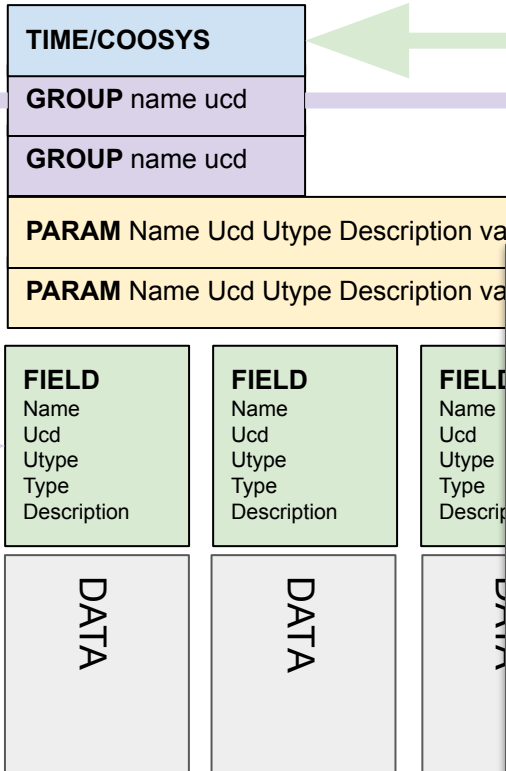 TIME/COOSYS
GROUP name ucd
GROUP name ucd
PARAM Name Ucd Utype Description va
PARAM Name Ucd Utype Description va
FIELD
Name
Ucd
Utype
Type
Description
FIELD
Name
Ucd
Utype
Type
Description
FIEL
Name
Ucd
Utype
Type
Descrip
DATA
DATA